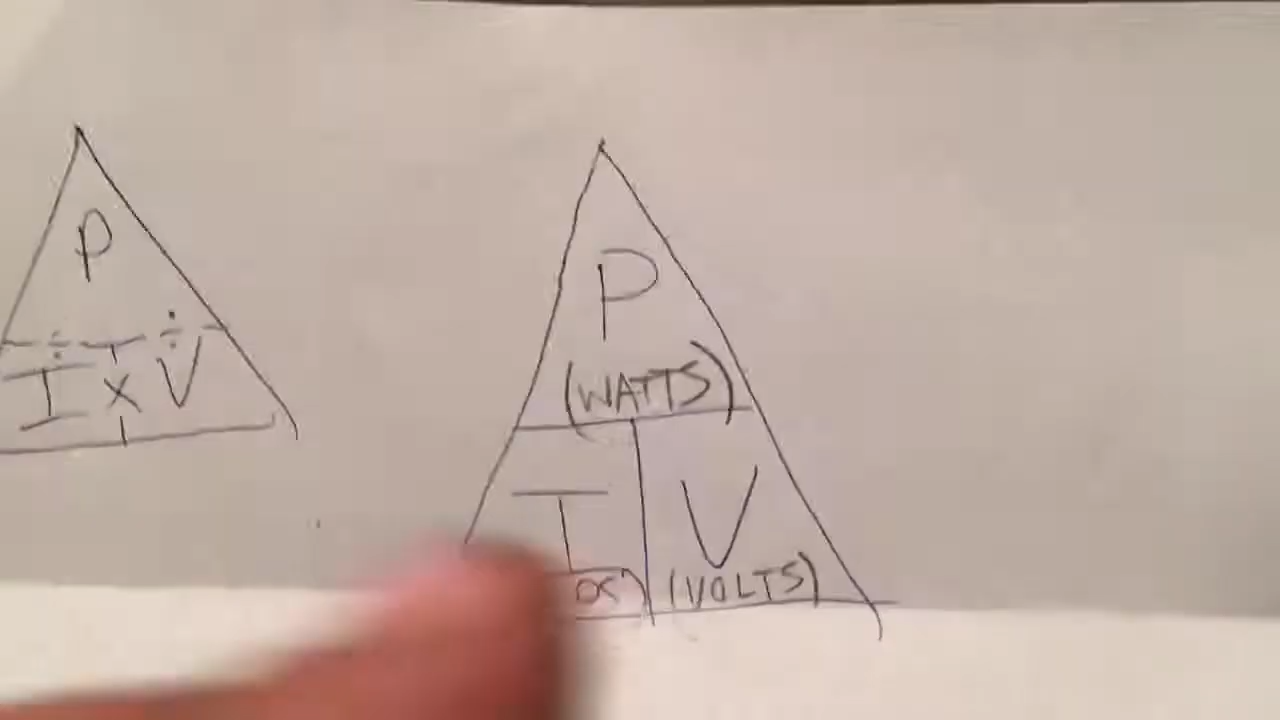 P
÷ ÷
I x V
P
(WATTS)
I V
(VOLTS)